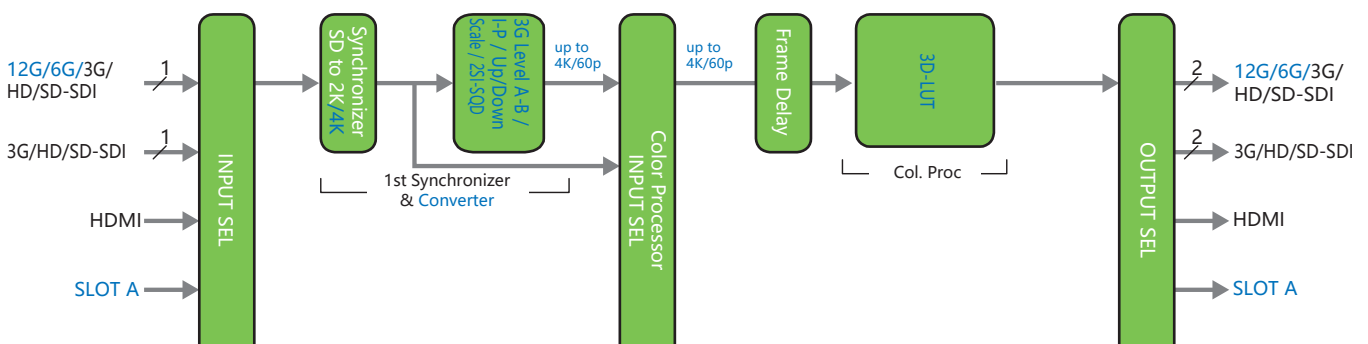 12G/6G/3G/
HD/SD-SDI
1
3G/HD/SD-SDI
1
HDMI
SLOT A
INPUT SEL
Synchronizer
SD to 2K/4K
3G Level A-B /
I-P / Up/Down
Scale / 2SI-SQD
1st Synchronizer
& Converter
up to
4K/60p
Color Processor
INPUT SEL
up to
4K/60p
Frame Delay
3D-LUT
Col. Proc
OUTPUT SEL
2
12G/6G/3G/
HD/SD-SDI
2
3G/HD/SD-SDI
HDMI
SLOT A